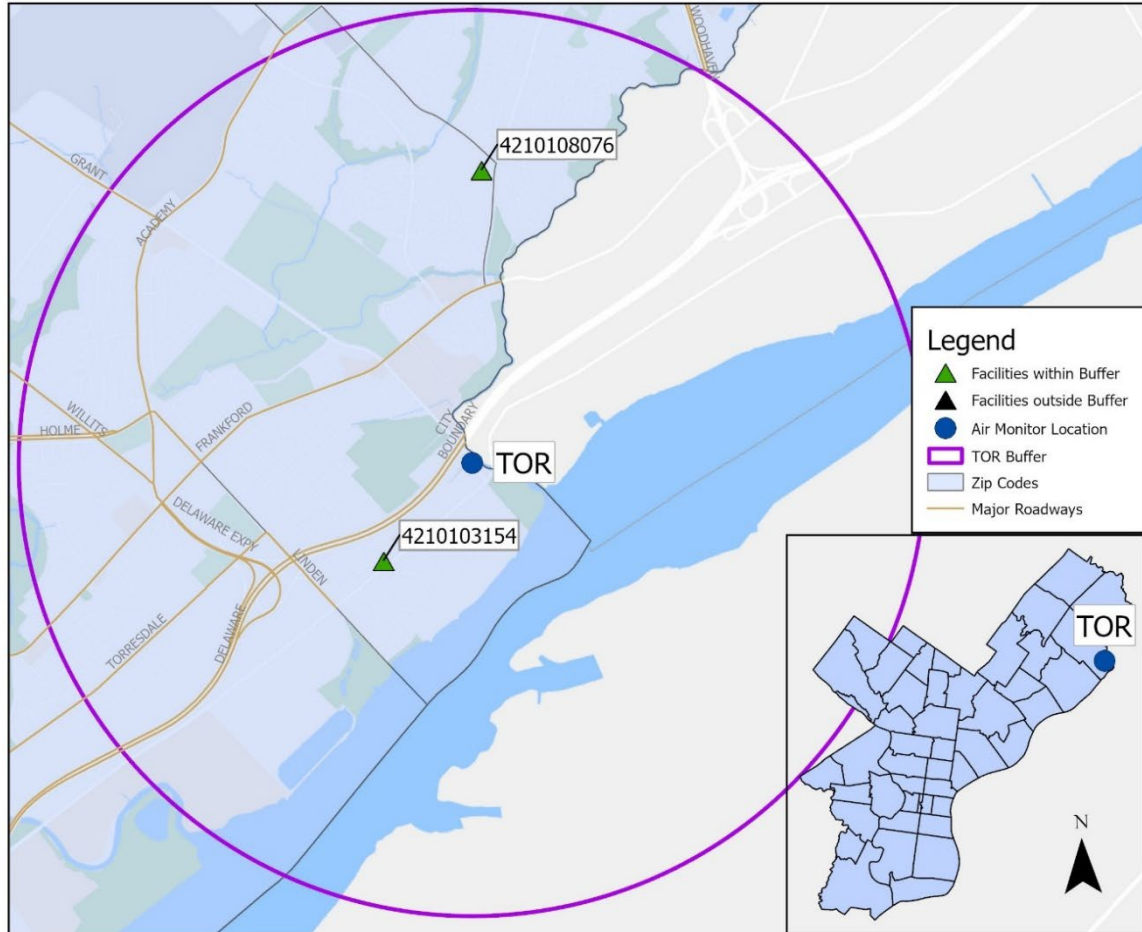 WOODHAVEN
4210108076
GRANT
ACADEMY
Legend
Facilities within Buffer
Facilities outside Buffer
Air Monitor Location
TOR Buffer
Zip Codes
Major Roadways
WILLITS
HOLME
FRANKFORD
CITY
BOUNDARY
TOR
DELAWARE EXPY
4210103154
LINDEN
TORRESDALE
DELAWARE
TOR
N